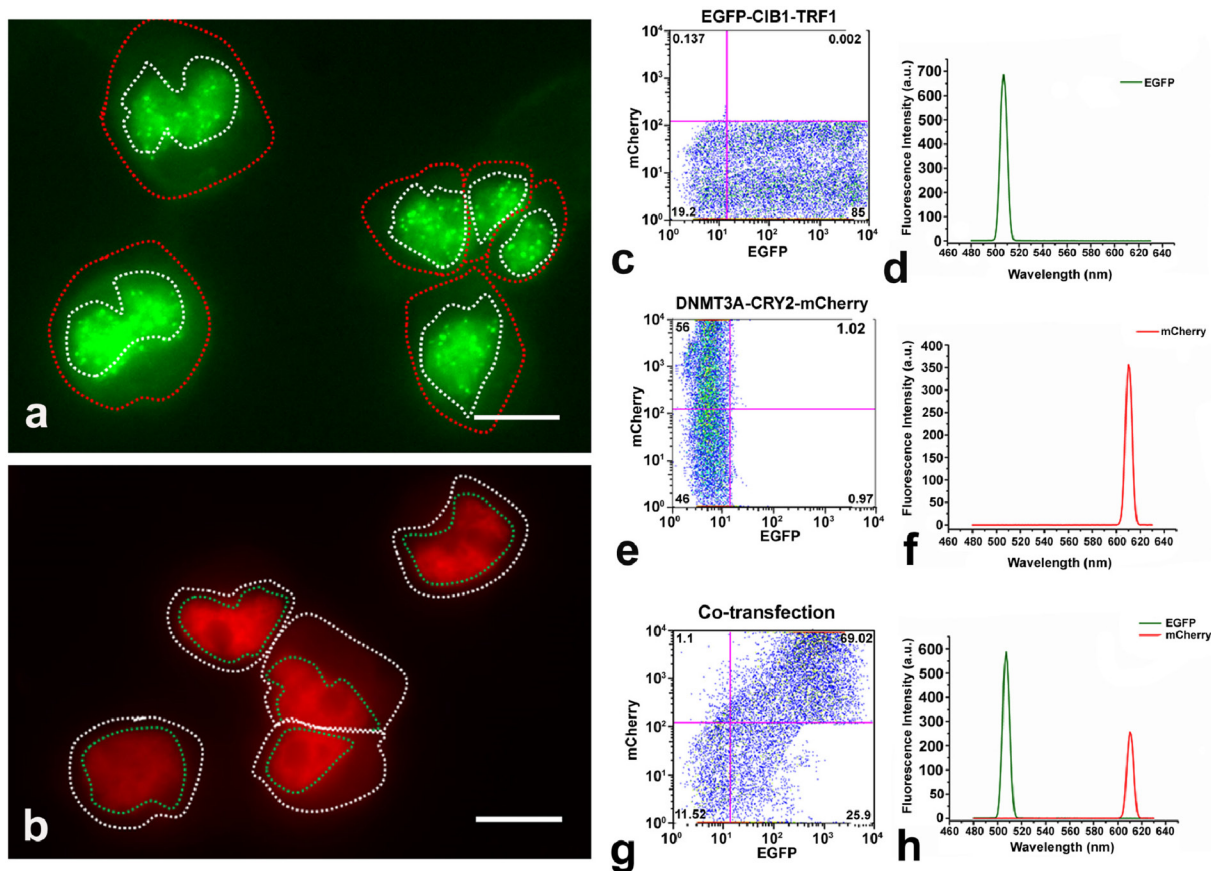 a
b
EGFP-CIB1-TRF1
0.137 0.002
19.2 85
10^4
10^3
10^2
10^1
10^0
mCherry
10^0 10^1 10^2 10^3 10^4
EGFP
c
EGFP
700
600
500
400
300
200
100
50
0
Fluorescence Intensity (a.u.)
460 480 500 520 540 560 580 600 620 640
Wavelength (nm)
d
DNMT3A-CRY2-mCherry
56 1.02
46 0.97
10^4
10^3
10^2
10^1
10^0
mCherry
10^0 10^1 10^2 10^3 10^4
EGFP
e
mCherry
400
350
300
250
200
150
100
50
0
Fluorescence Intensity (a.u.)
460 480 500 520 540 560 580 600 620 640
Wavelength (nm)
f
Co-transfection
1.1 69.02
11.52 25.9
10^4
10^3
10^2
10^1
10^0
mCherry
10^0 10^1 10^2 10^3 10^4
EGFP
g
EGFP
mCherry
600
500
400
300
200
100
50
0
Fluorescence Intensity (a.u.)
460 480 500 520 540 560 580 600 620 640
Wavelength (nm)
h